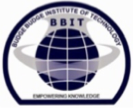 BUDGE BUDGE INSTITUTE OF TECHNOLOGY
BBIT
EMPOWERING KNOWLEDGE